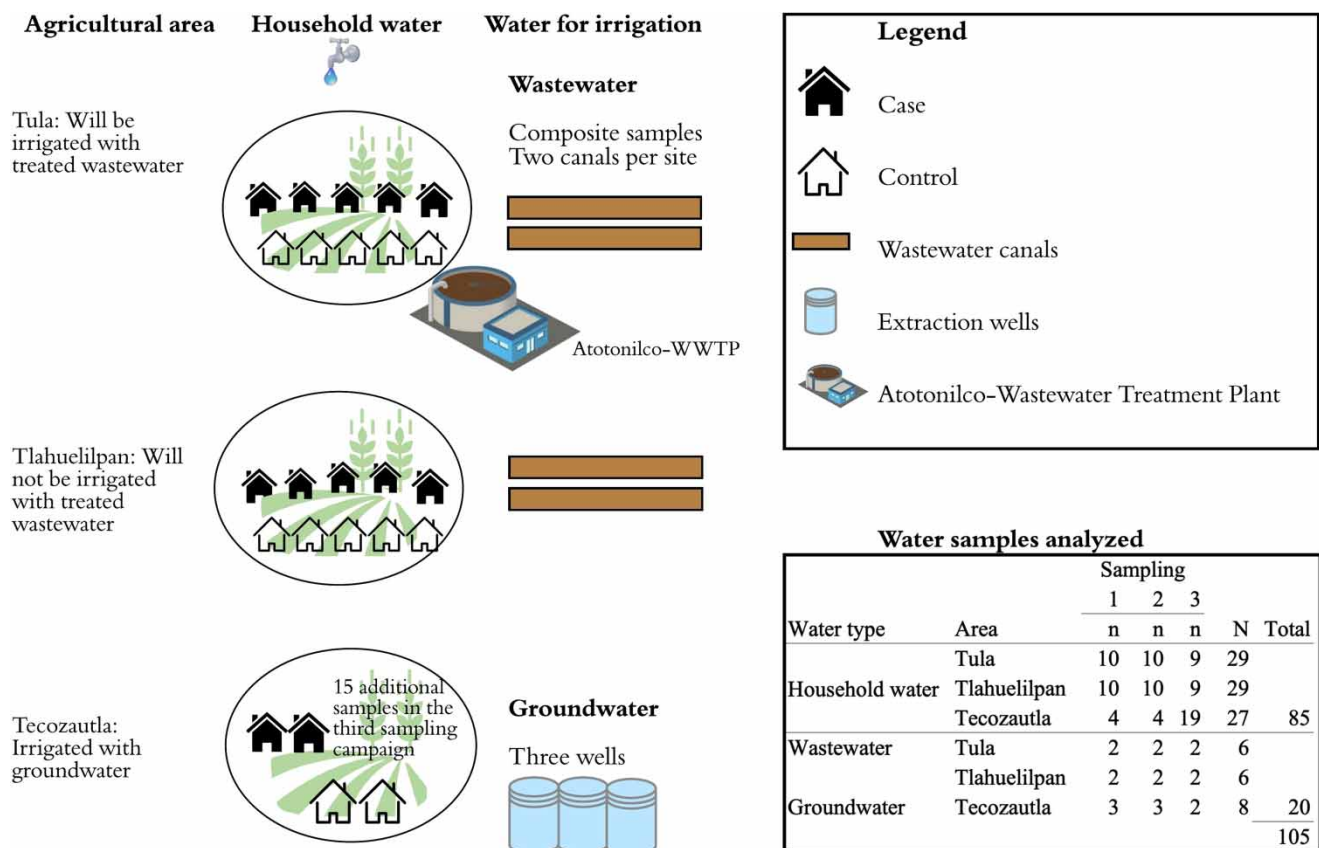 Agricultural area
Household water
Water for irrigation
Tula: Will be
irrigated with
treated wastewater
Wastewater
Composite samples
Two canals per site
Atotonilco-WWTP
Tlahuelilpan: Will
not be irrigated
with treated
wastewater
Tecozautla:
Irrigated with
groundwater
15 additional
samples in the
third sampling
campaign
Groundwater
Three wells
Legend
Case
Control
Wastewater canals
Extraction wells
Atotonilco-Wastewater Treatment Plant
Water samples analyzed
Sampling
1 2 3
Water type Area n n n N Total
Tula 10 10 9 29
Household water Tlahuelilpan 10 10 9 29
Tecozautla 4 4 19 27 85
Wastewater Tula 2 2 2 6
Tlahuelilpan 2 2 2 6
Groundwater Tecozautla 3 3 2 8 20
105